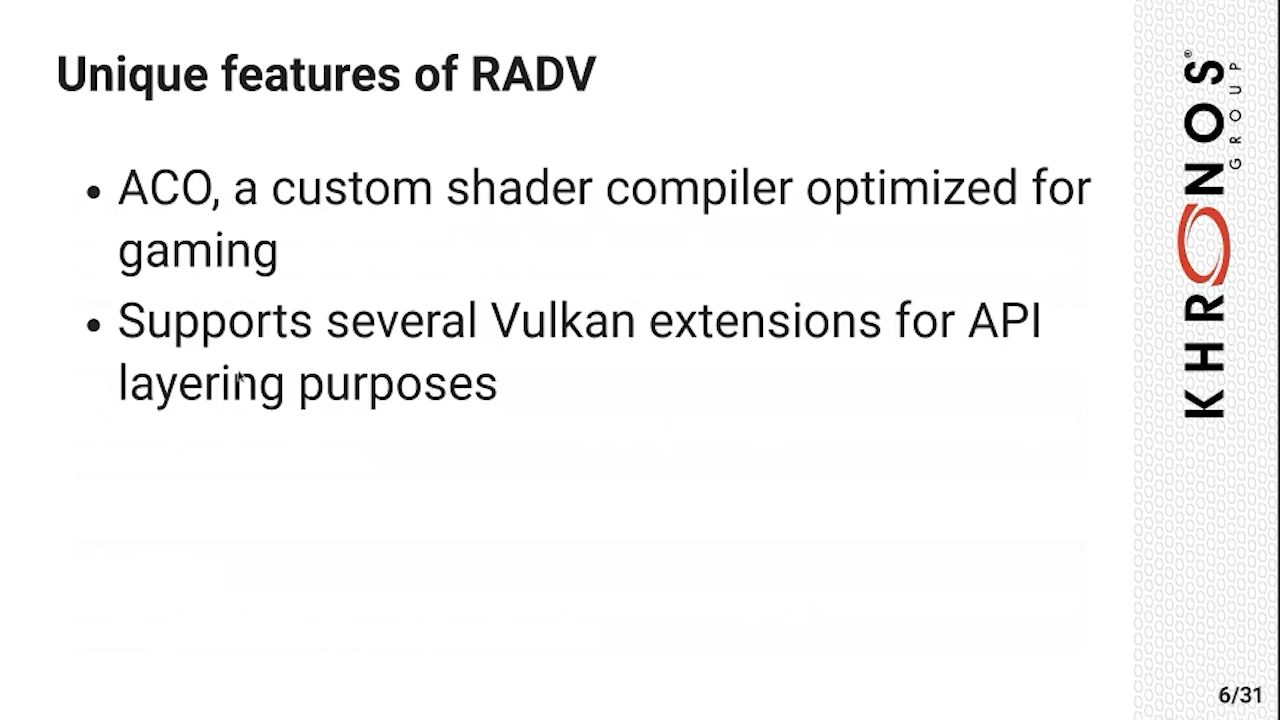 Unique features of RADV
• ACO, a custom shader compiler optimized for
gaming
• Supports several Vulkan extensions for API
layering purposes
KHRONOS®
GROUP
6/31